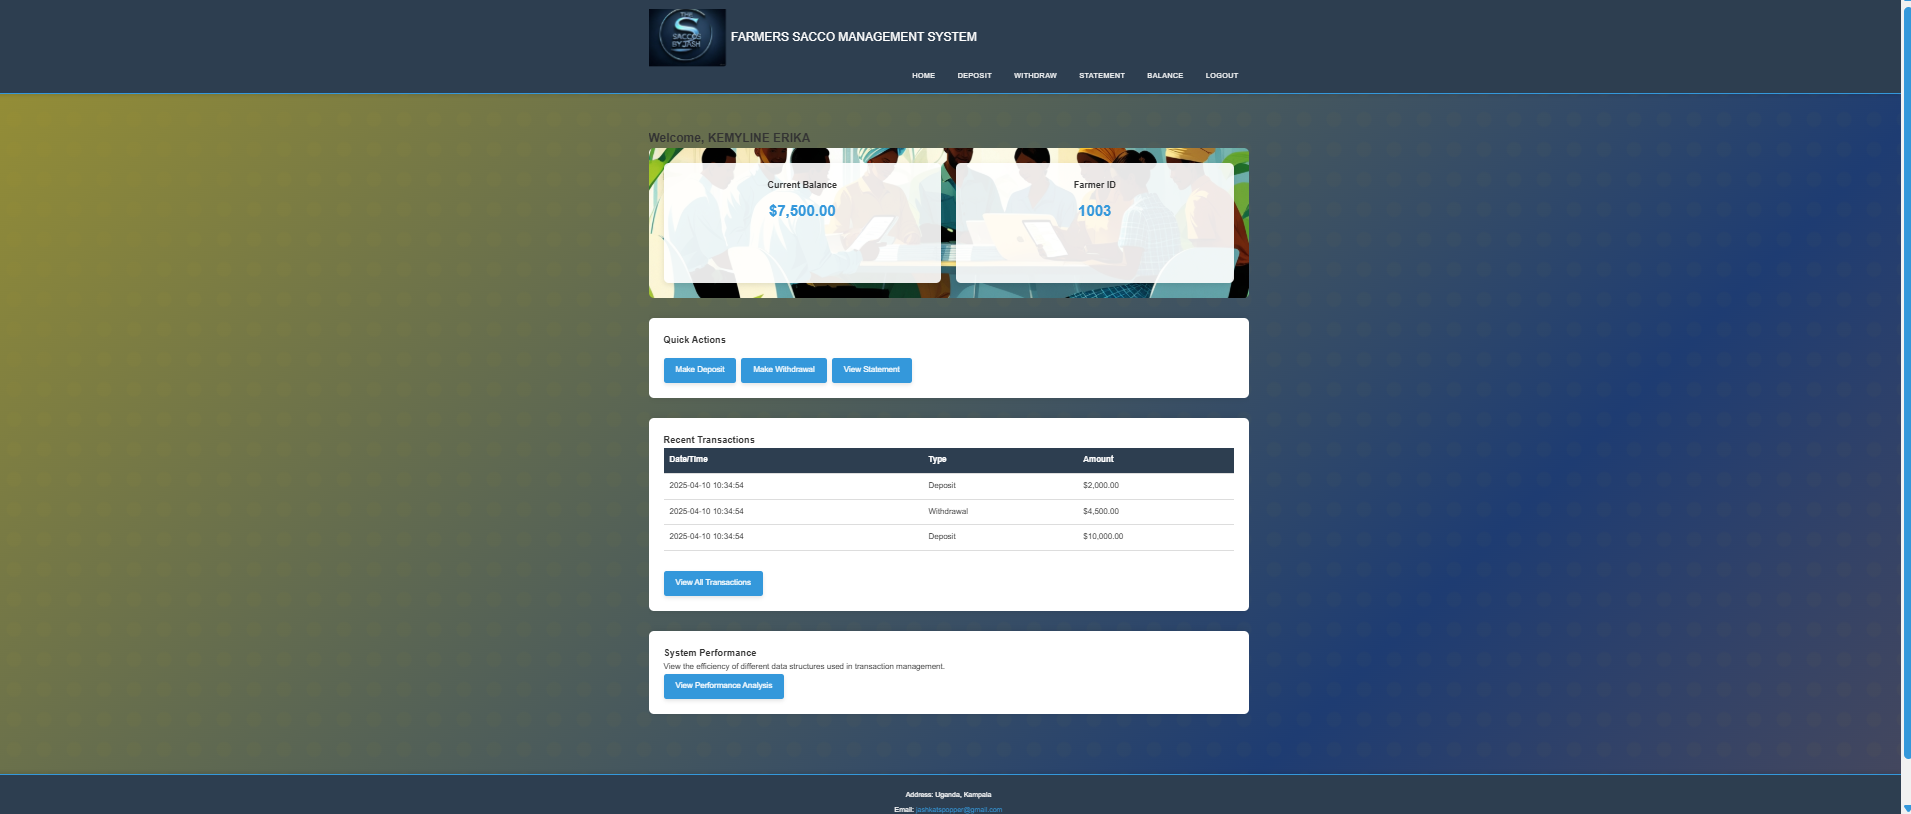 THE
S
SACCOS
BY JASH
FARMERS SACCO MANAGEMENT SYSTEM
HOME DEPOSIT WITHDRAW STATEMENT BALANCE LOGOUT
Welcome, KEMYLINE ERIKA
Current Balance
$7,500.00
Farmer ID
1003
Quick Actions
Make Deposit Make Withdrawal View Statement
Recent Transactions
Date/Time Type Amount
2025-04-10 10:34:54 Deposit $2,000.00
2025-04-10 10:34:54 Withdrawal $4,500.00
2025-04-10 10:34:54 Deposit $10,000.00
View All Transactions
System Performance
View the efficiency of different data structures used in transaction management.
View Performance Analysis
Address: Uganda, Kampala
Email: jashkatspopper@gmail.com